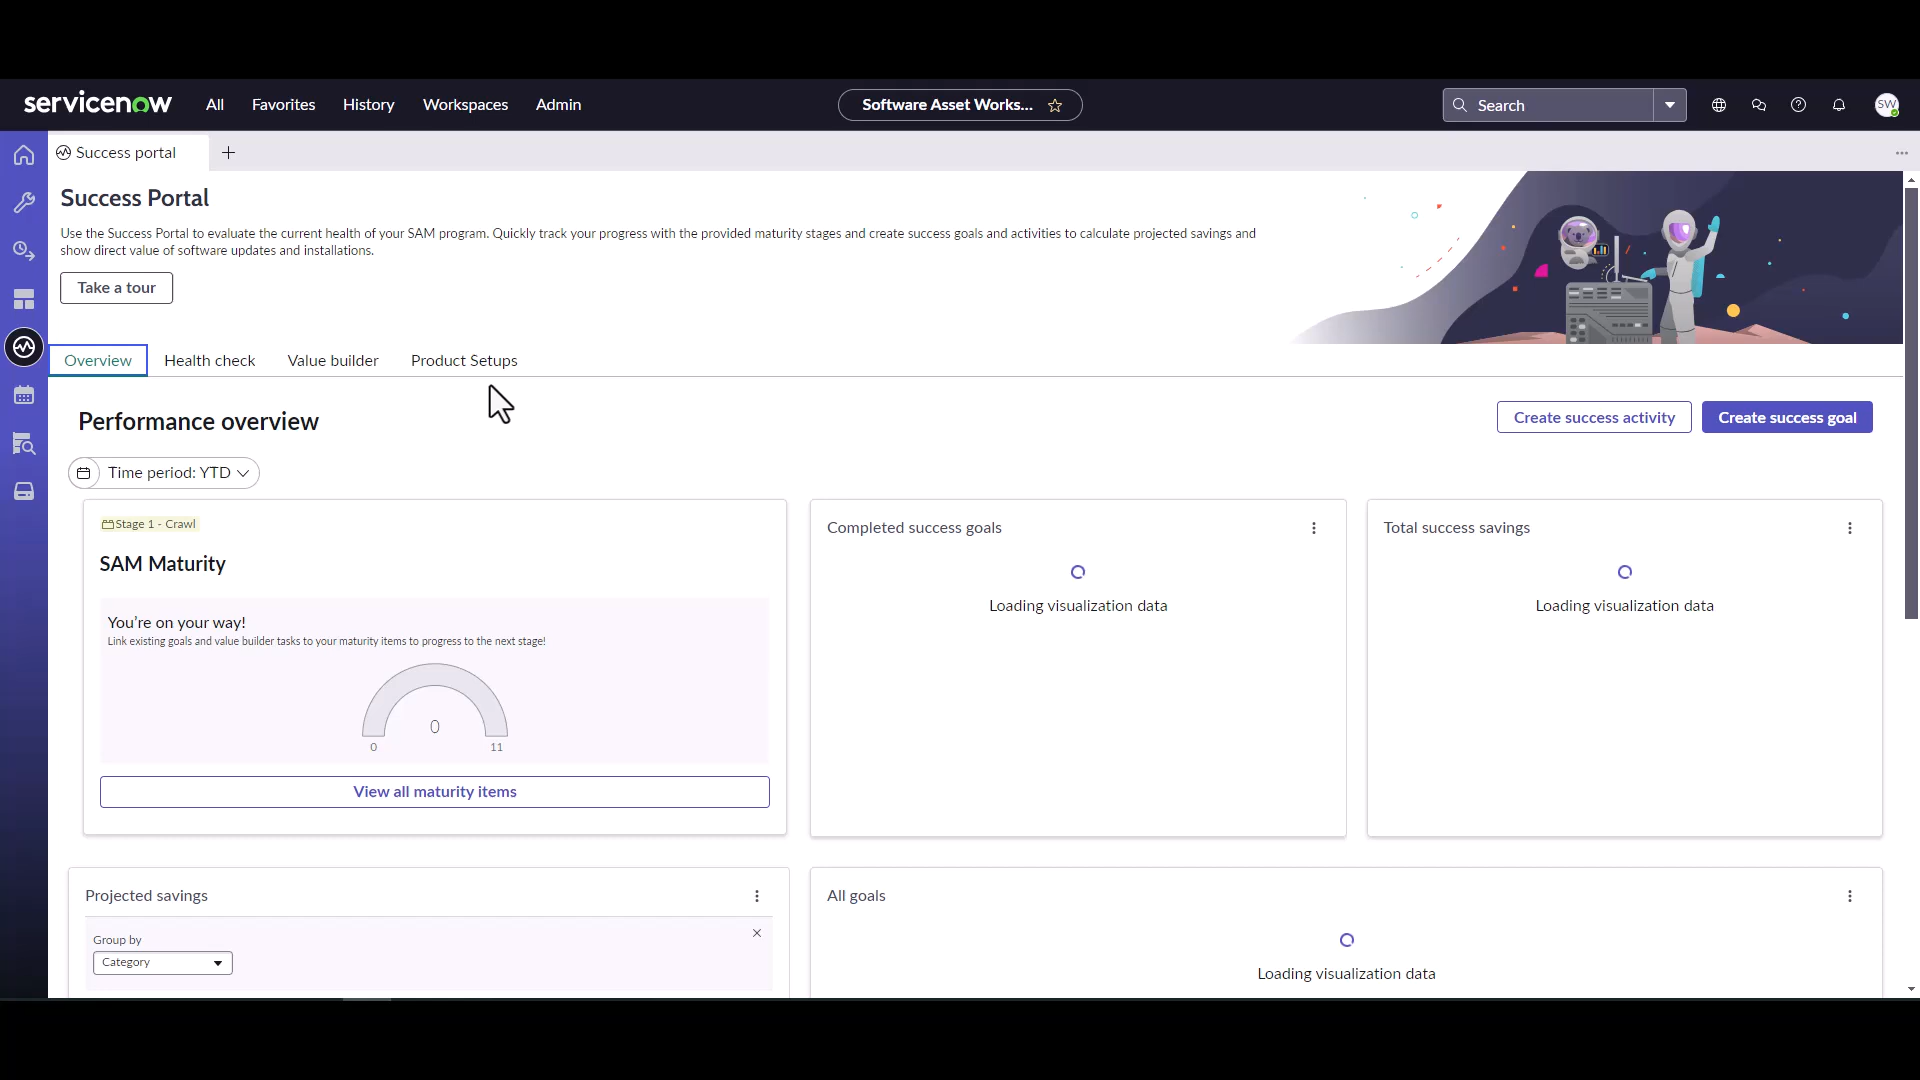 servicenow
All
Favorites
History
Workspaces
Admin
Software Asset Works...
Search
SW
Success portal
Success Portal
Use the Success Portal to evaluate the current health of your SAM program. Quickly track your progress with the provided maturity stages and create success goals and activities to calculate projected savings and
show direct value of software updates and installations.
Take a tour
Overview
Health check
Value builder
Product Setups
Performance overview
Create success activity
Create success goal
Time period: YTD
Stage 1 - Crawl
SAM Maturity
You're on your way!
Link existing goals and value builder tasks to your maturity items to progress to the next stage!
0
0
11
View all maturity items
Completed success goals
Loading visualization data
Total success savings
Loading visualization data
Projected savings
Group by
Category
All goals
Loading visualization data